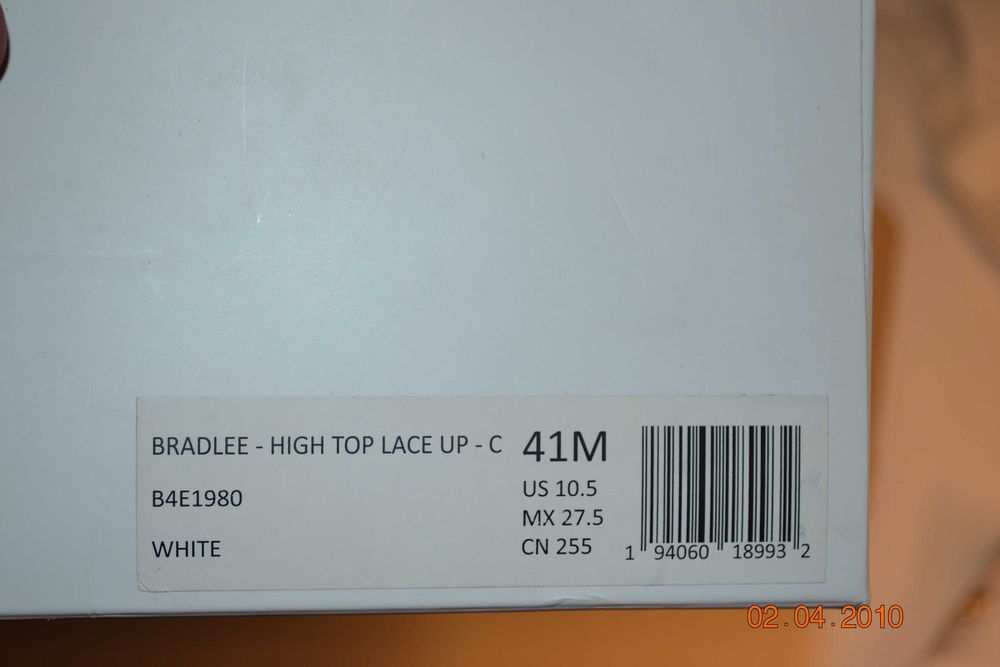 BRADLEE - HIGH TOP LACE UP - C
B4E1980
WHITE
41M
US 10.5
MX 27.5
CN 255
1 94060 18993 2
02.04.2010